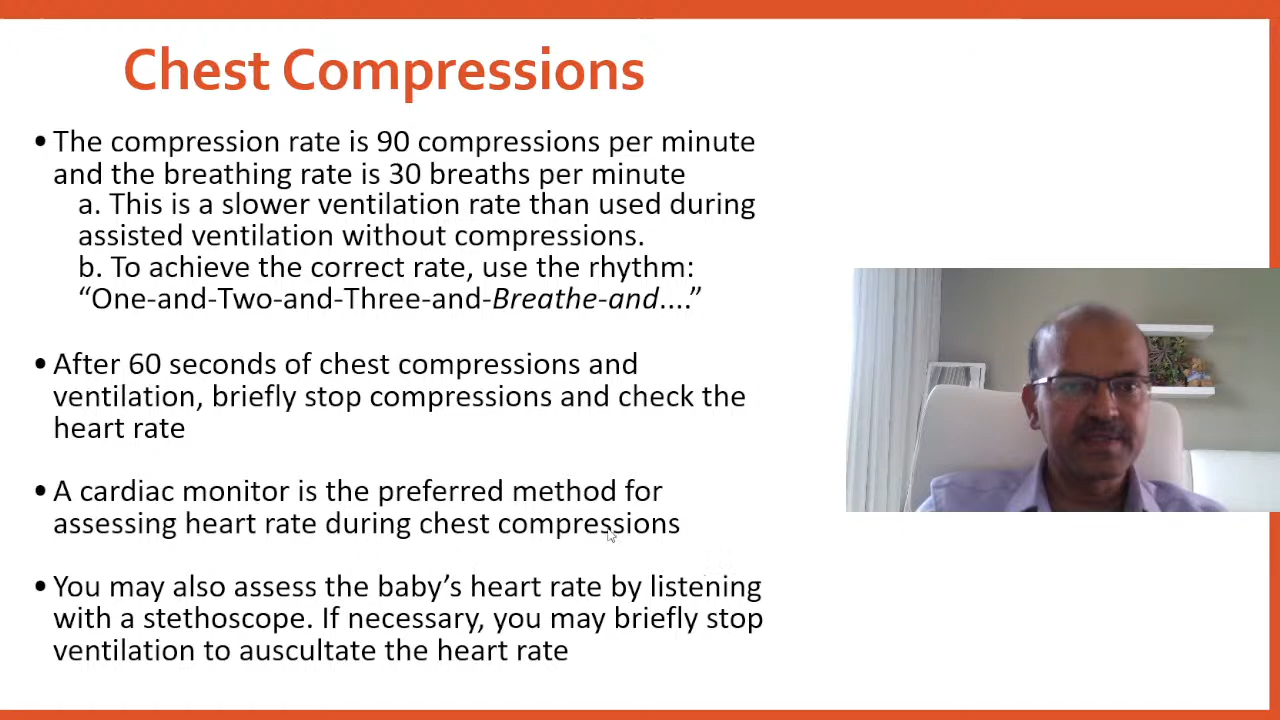 Chest Compressions
• The compression rate is 90 compressions per minute
and the breathing rate is 30 breaths per minute
a. This is a slower ventilation rate than used during
assisted ventilation without compressions.
b. To achieve the correct rate, use the rhythm:
“One-and-Two-and-Three-and-Breathe-and....”
• After 60 seconds of chest compressions and
ventilation, briefly stop compressions and check the
heart rate
• A cardiac monitor is the preferred method for
assessing heart rate during chest compressions
• You may also assess the baby’s heart rate by listening
with a stethoscope. If necessary, you may briefly stop
ventilation to auscultate the heart rate